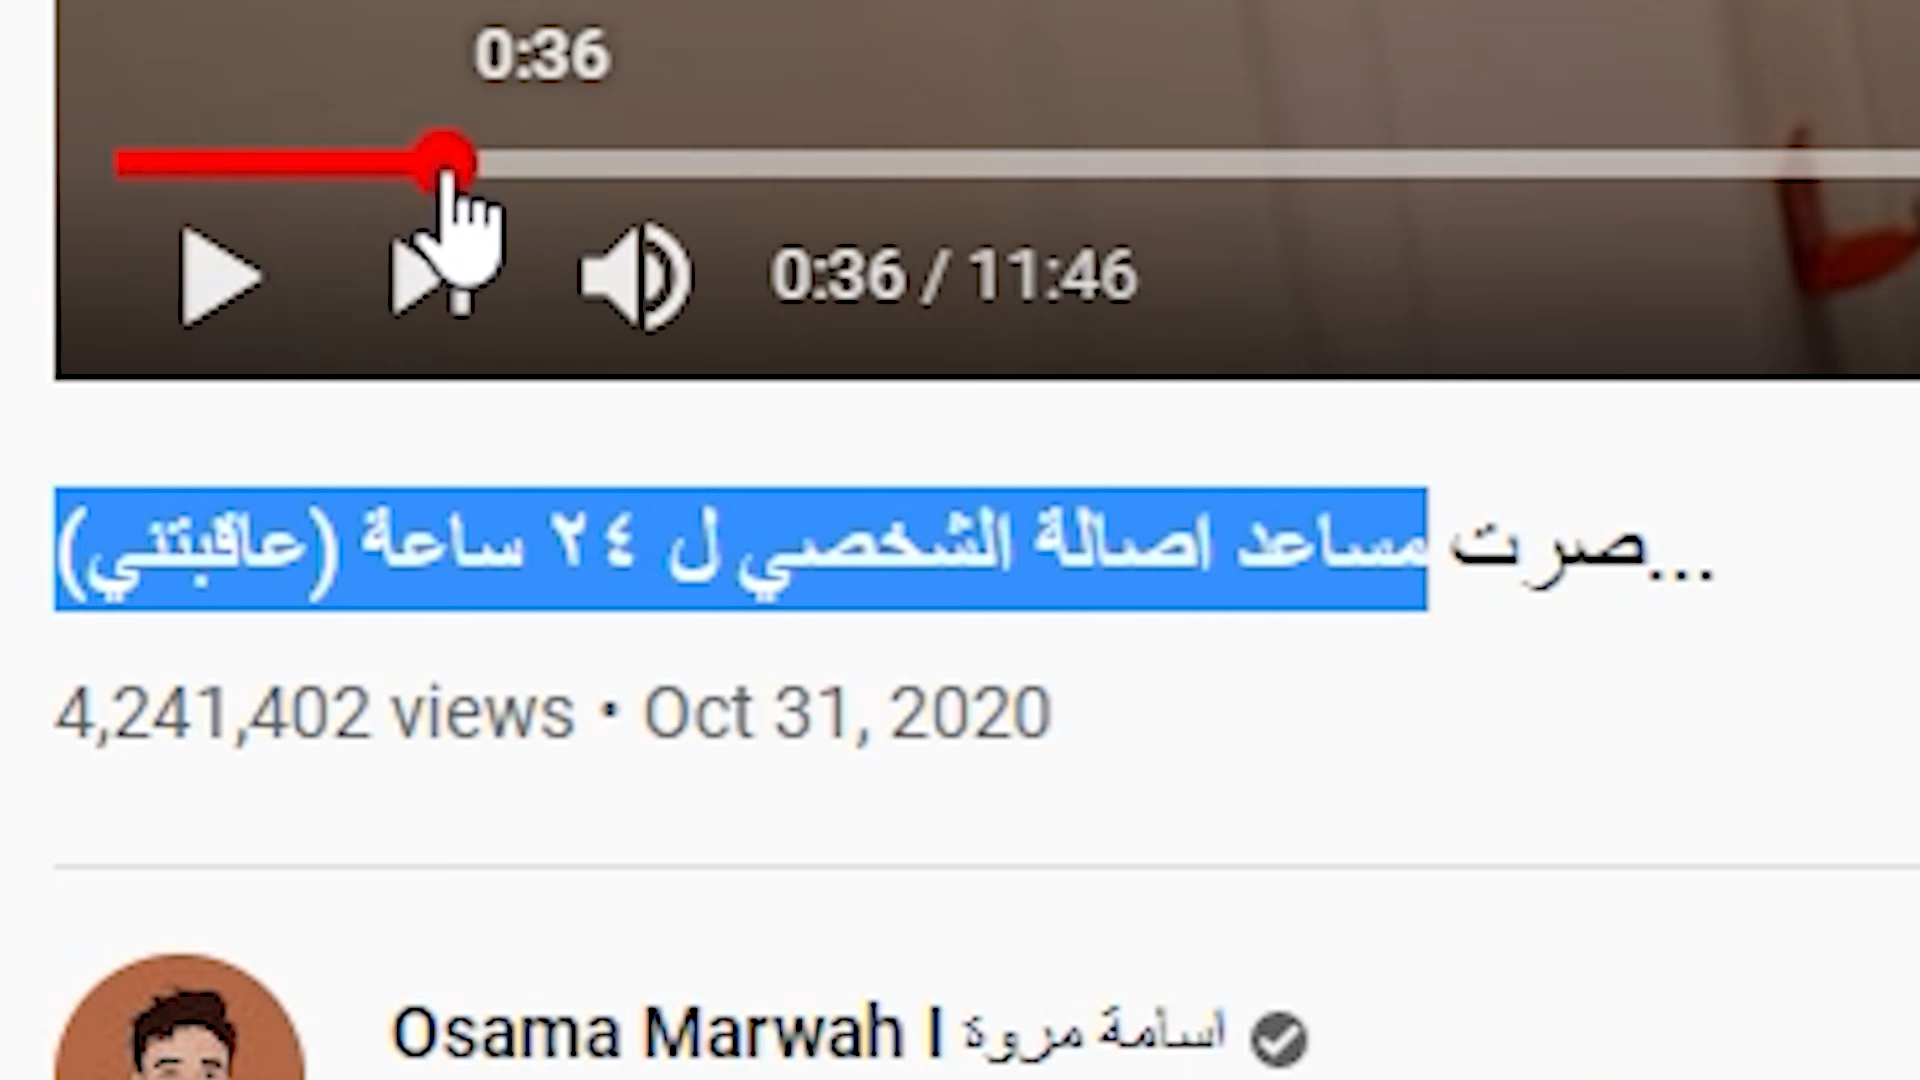 0:36
0:36 / 11:46
صرت مساعد اصالة الشخصي ل ٢٤ ساعة (عاقبتني)...
4,241,402 views • Oct 31, 2020
Osama Marwah I اسامة مروة